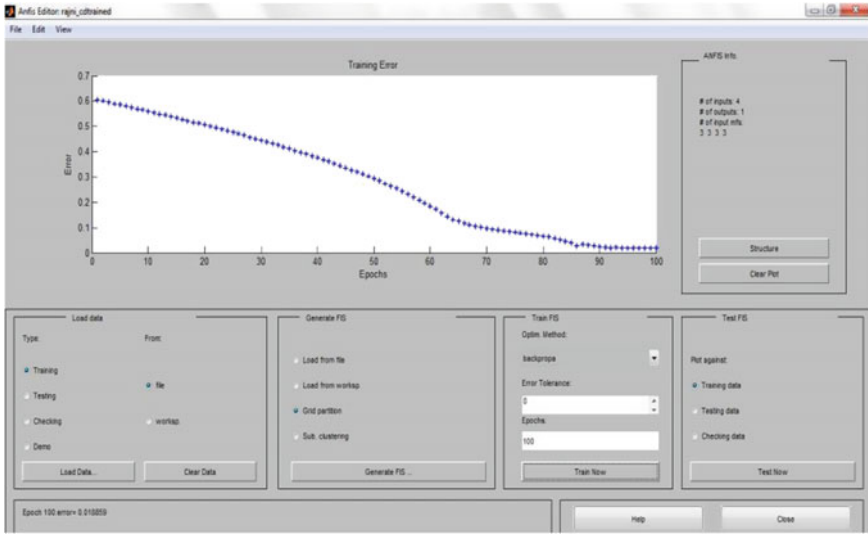 Anfis Editor: rajni_cdtrained
File Edit View
Training Error
0.7
0.6
0.5
0.4
0.3
0.2
0.1
0
Error
0 10 20 30 40 50 60 70 80 90 100
Epochs
ANFIS Info.
# of inputs: 4
# of outputs: 1
# of input mfs:
3 3 3 3
Structure
Clear Plot
Load data
Type:
From:
Training
Testing
Checking
Demo
file
worksp.
Load Data...
Clear Data
Generate FIS
Load from file
Load from worksp.
Grid partition
Sub. clustering
Generate FIS ...
Train FIS
Optim. Method:
backpropa
Error Tolerance:
0
Epochs:
100
Train Now
Test FIS
Plot against:
Training data
Testing data
Checking data
Test Now
Epoch 100:error= 0.018859
Help
Close